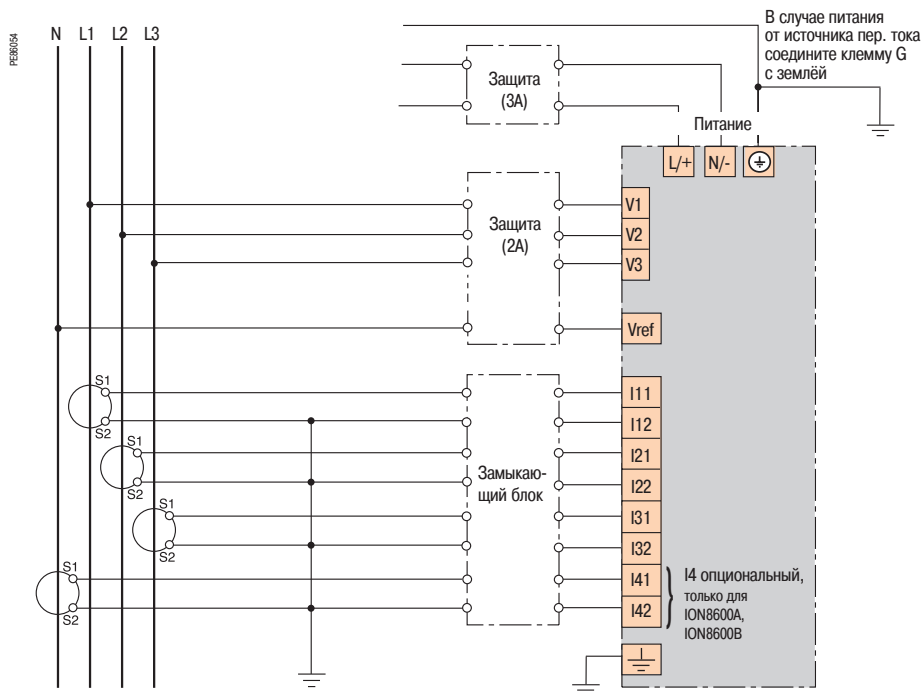 PE86054
N L1 L2 L3
В случае питания
от источника пер. тока
соедините клемму G
с землёй
Защита
(3А)
Питание
L/+ N/-
Защита
(2А)
V1
V2
V3
Vref
S1
S2
S1
S2
S1
S2
S1
S2
Замыкаю-
щий блок
I11
I12
I21
I22
I31
I32
I41
I42
I4 опциональный,
только для
ION8600A,
ION8600B